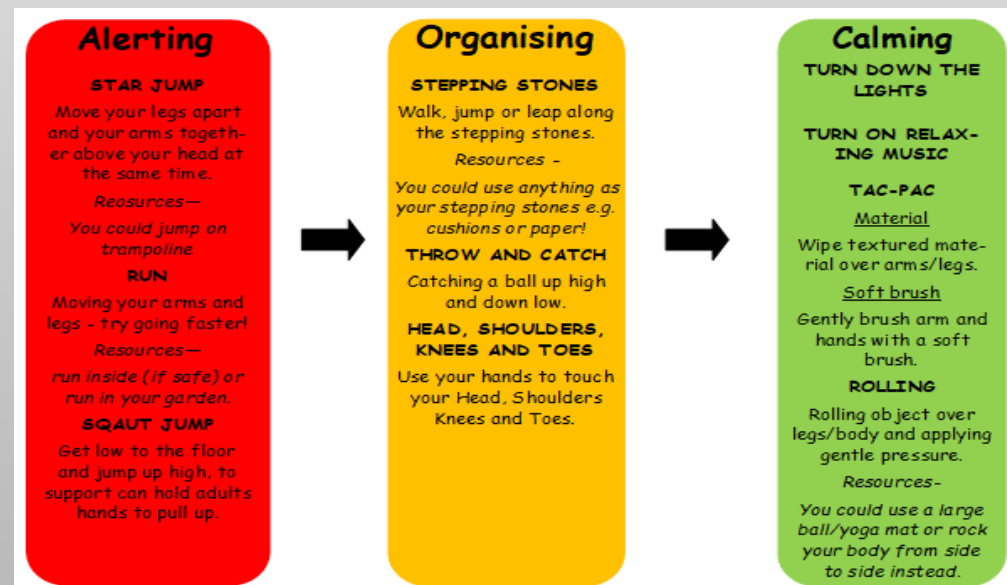 Alerting
STAR JUMP
Move your legs apart
and your arms togeth-
er above your head at
the same time.
Reosurces—
You could jump on
trampoline
RUN
Moving your arms and
legs - try going faster!
Resources—
run inside (if safe) or
run in your garden.
SQAUT JUMP
Get low to the floor
and jump up high, to
support can hold adults
hands to pull up.
Organising
STEPPING STONES
Walk, jump or leap along
the stepping stones.
Resources -
You could use anything as
your stepping stones e.g.
cushions or paper!
THROW AND CATCH
Catching a ball up high
and down low.
HEAD, SHOULDERS,
KNEES AND TOES
Use your hands to touch
your Head, Shoulders
Knees and Toes.
Calming
TURN DOWN THE
LIGHTS
TURN ON RELAX-
ING MUSIC
TAC-PAC
Material
Wipe textured mate-
rial over arms/legs.
Soft brush
Gently brush arm and
hands with a soft
brush.
ROLLING
Rolling object over
legs/body and applying
gentle pressure.
Resources-
You could use a large
ball/yoga mat or rock
your body from side
to side instead.